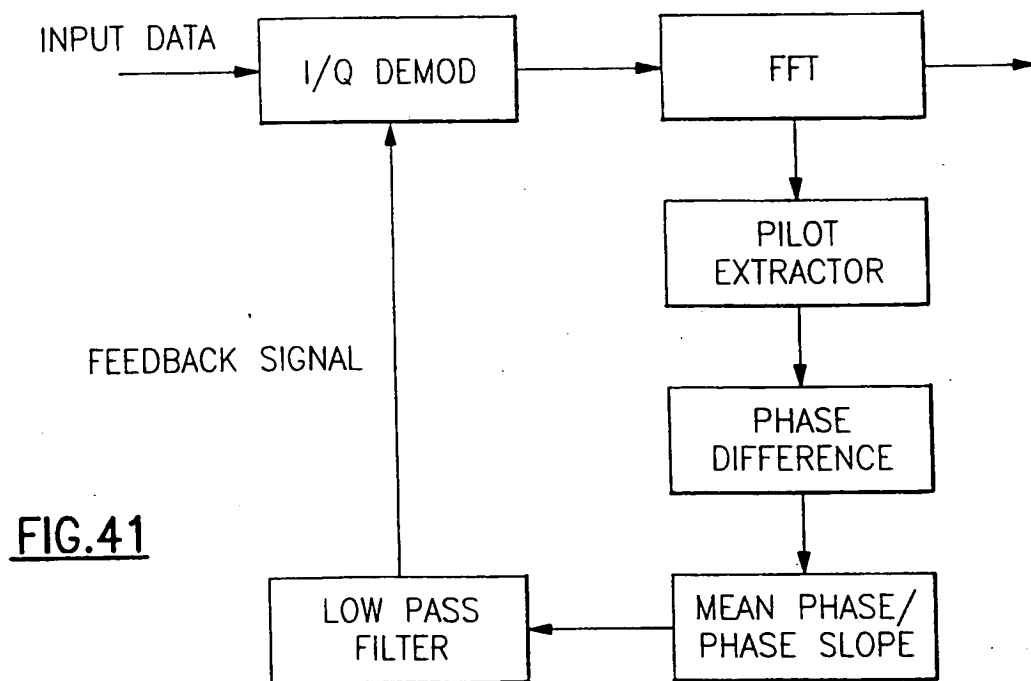 INPUT DATA
I/Q DEMOD
FFT
PILOT
EXTRACTOR
FEEDBACK SIGNAL
PHASE
DIFFERENCE
FIG.41
LOW PASS
FILTER
MEAN PHASE/
PHASE SLOPE